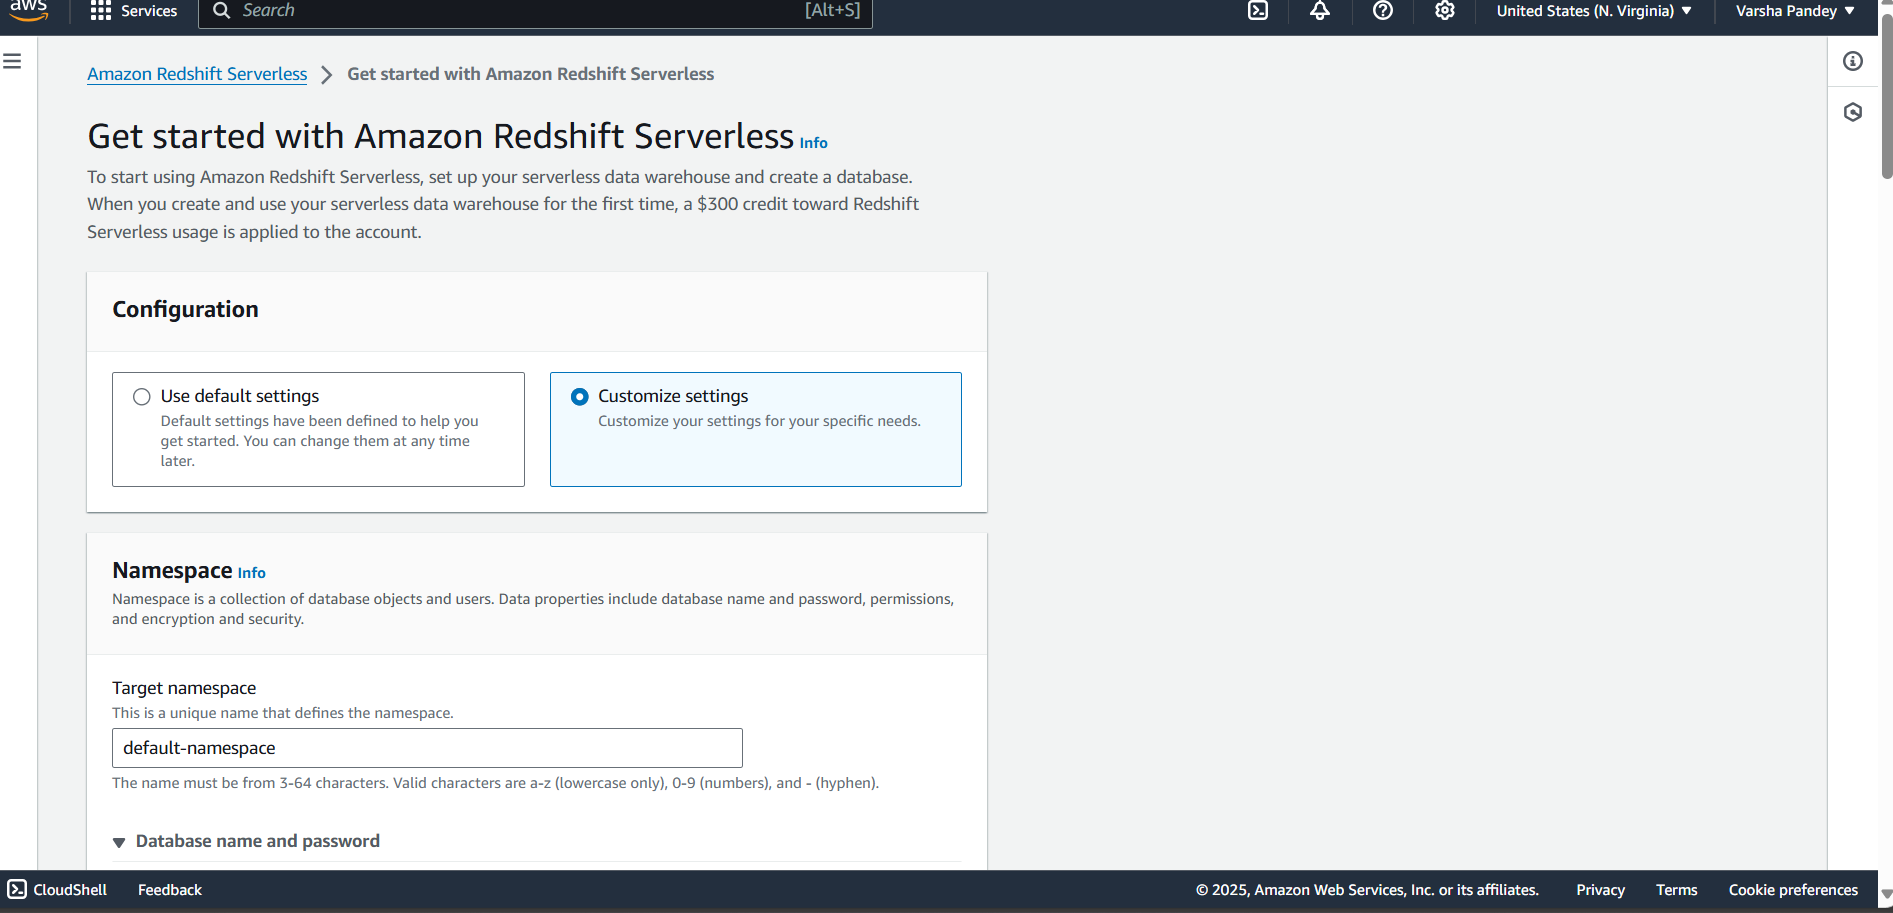 aws
Services
Search
[Alt+S]
United States (N. Virginia)
Varsha Pandey
Amazon Redshift Serverless
Get started with Amazon Redshift Serverless
Get started with Amazon Redshift Serverless Info
To start using Amazon Redshift Serverless, set up your serverless data warehouse and create a database.
When you create and use your serverless data warehouse for the first time, a $300 credit toward Redshift
Serverless usage is applied to the account.
Configuration
Use default settings
Default settings have been defined to help you
get started. You can change them at any time
later.
Customize settings
Customize your settings for your specific needs.
Namespace Info
Namespace is a collection of database objects and users. Data properties include database name and password, permissions,
and encryption and security.
Target namespace
This is a unique name that defines the namespace.
default-namespace
The name must be from 3-64 characters. Valid characters are a-z (lowercase only), 0-9 (numbers), and - (hyphen).
Database name and password
CloudShell
Feedback
© 2025, Amazon Web Services, Inc. or its affiliates.
Privacy
Terms
Cookie preferences